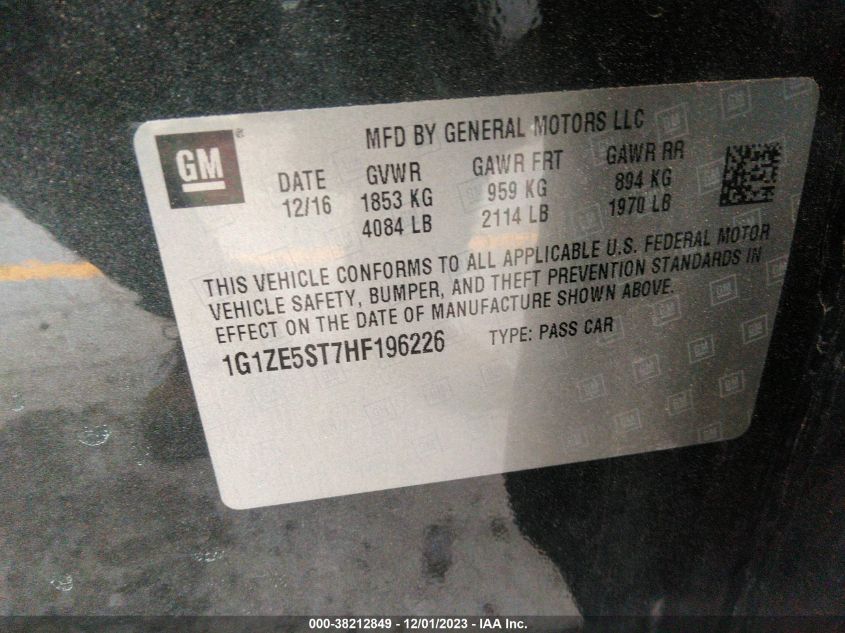 GM ®
MFD BY GENERAL MOTORS LLC
DATE GVWR GAWR FRT GAWR RR
12/16 1853 KG 959 KG 894 KG
4084 LB 2114 LB 1970 LB
THIS VEHICLE CONFORMS TO ALL APPLICABLE U.S. FEDERAL MOTOR
VEHICLE SAFETY, BUMPER, AND THEFT PREVENTION STANDARDS IN
EFFECT ON THE DATE OF MANUFACTURE SHOWN ABOVE.
1G1ZE5ST7HF196226 TYPE: PASS CAR
000-38212849 - 12/01/2023 - IAA Inc.